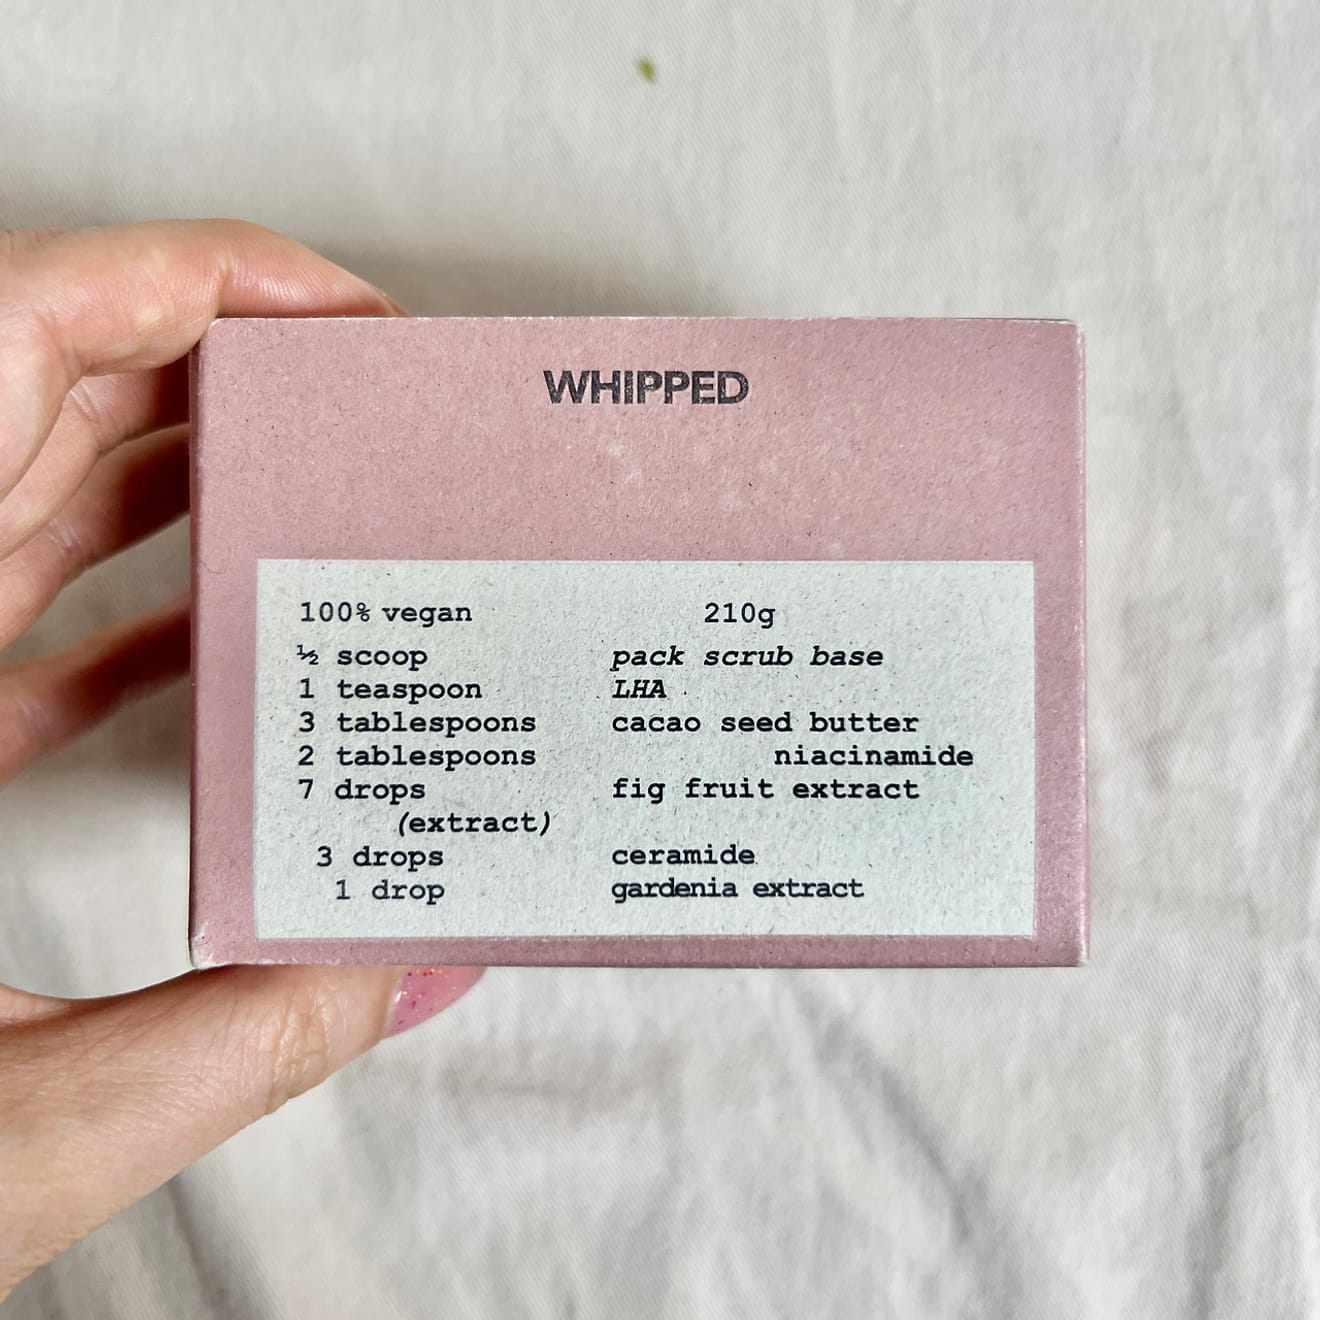 WHIPPED
100% vegan 210g
½ scoop pack scrub base
1 teaspoon LHA
3 tablespoons cacao seed butter
2 tablespoons niacinamide
7 drops fig fruit extract
(extract)
3 drops ceramide
1 drop gardenia extract